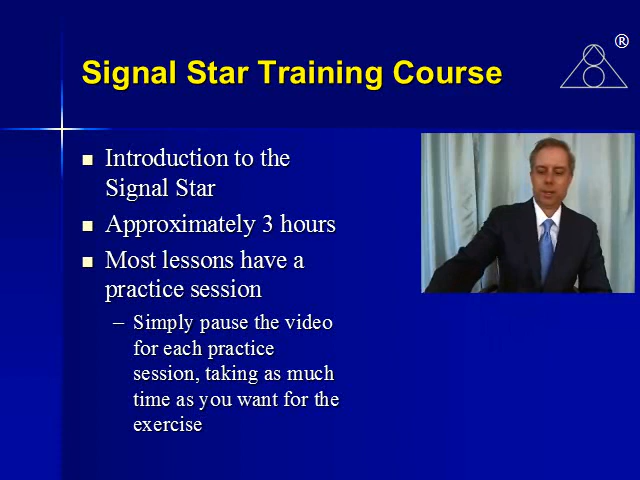 ®
Signal Star Training Course
Introduction to the
Signal Star
Approximately 3 hours
Most lessons have a
practice session
– Simply pause the video
for each practice
session, taking as much
time as you want for the
exercise